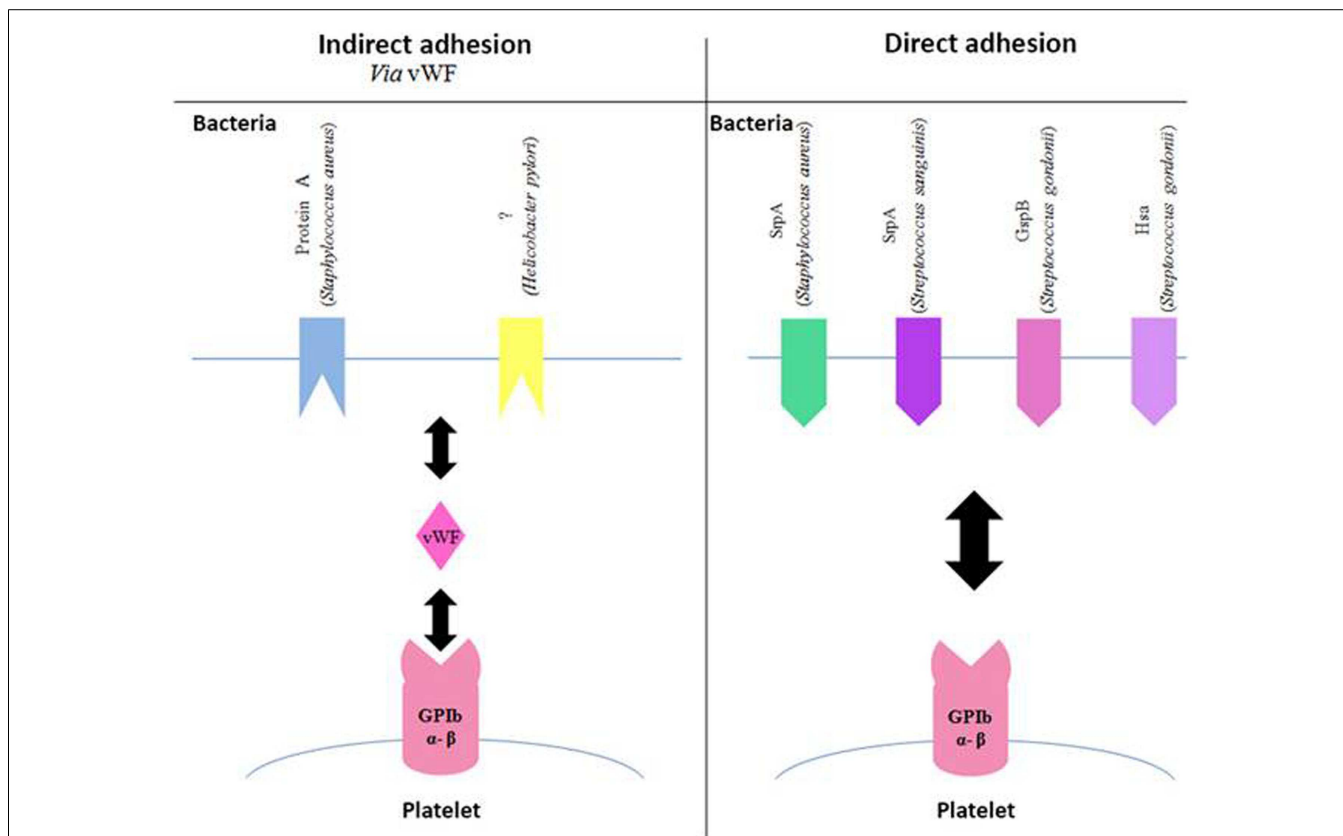 Indirect adhesion
Via vWF
Bacteria
Protein A
(Staphylococcus aureus)
?
(Helicobacter pylori)
vWF
GPIb
α- β
Platelet
Direct adhesion
Bacteria
SrpA
(Staphylococcus aureus)
SrpA
(Streptococcus sanguinis)
GspB
(Streptococcus gordonii)
Hsa
(Streptococcus gordonii)
GPIb
α- β
Platelet